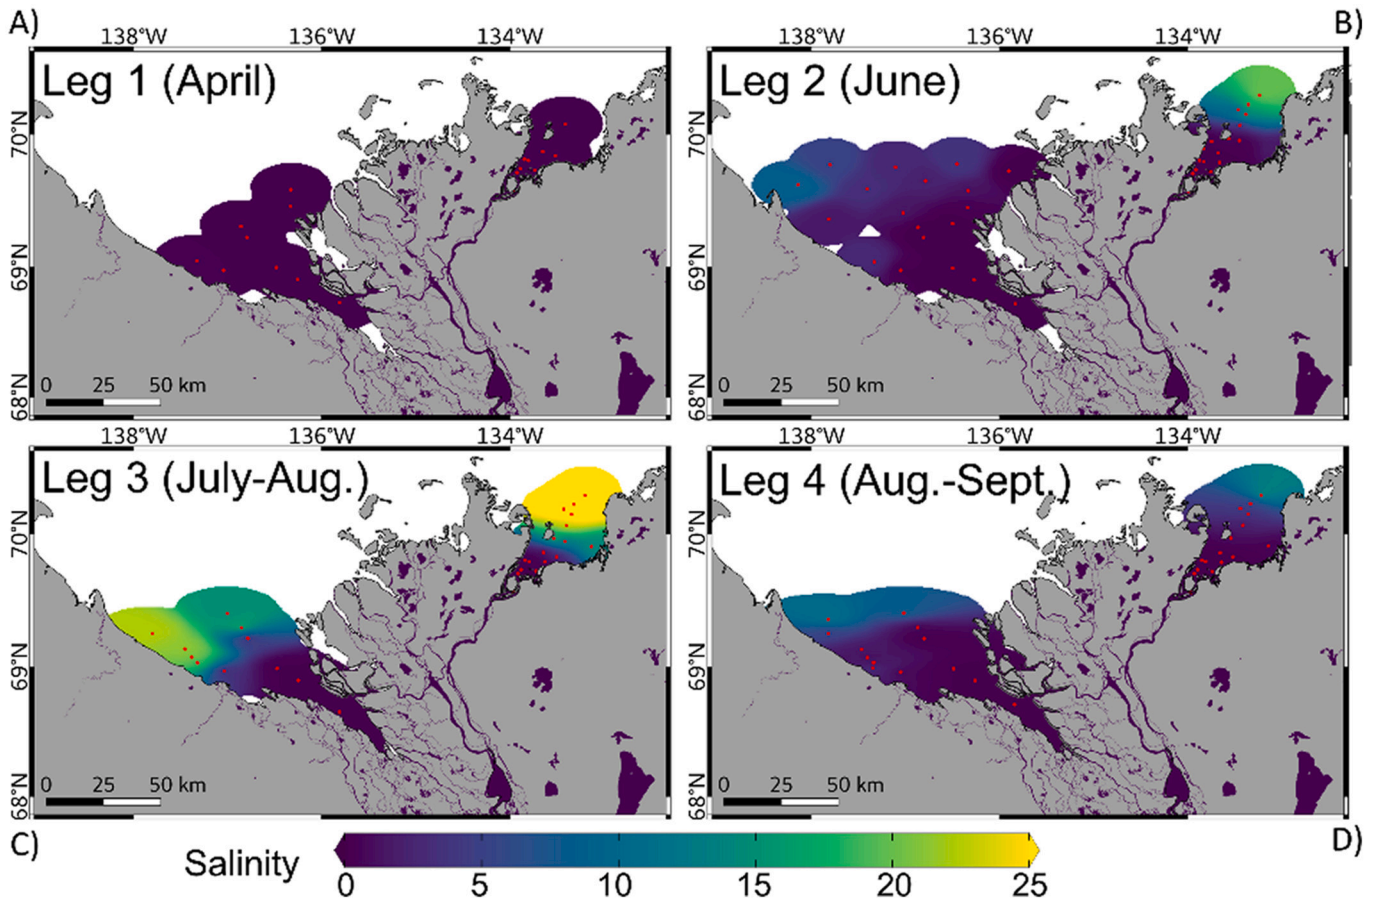 A)
B)
138°W 136°W 134°W
138°W 136°W 134°W
Leg 1 (April)
Leg 2 (June)
70°N
69°N
68°N
70°N
69°N
68°N
0 25 50 km
0 25 50 km
138°W 136°W 134°W
138°W 136°W 134°W
Leg 3 (July-Aug.)
Leg 4 (Aug.-Sept.)
70°N
69°N
68°N
70°N
69°N
68°N
0 25 50 km
0 25 50 km
C)
D)
Salinity
0 5 10 15 20 25